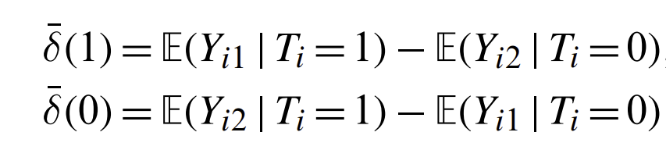 δ̄(1) = 𝔼(Y_{i1} | T_i = 1) − 𝔼(Y_{i2} | T_i = 0),
δ̄(0) = 𝔼(Y_{i2} | T_i = 1) − 𝔼(Y_{i1} | T_i = 0)